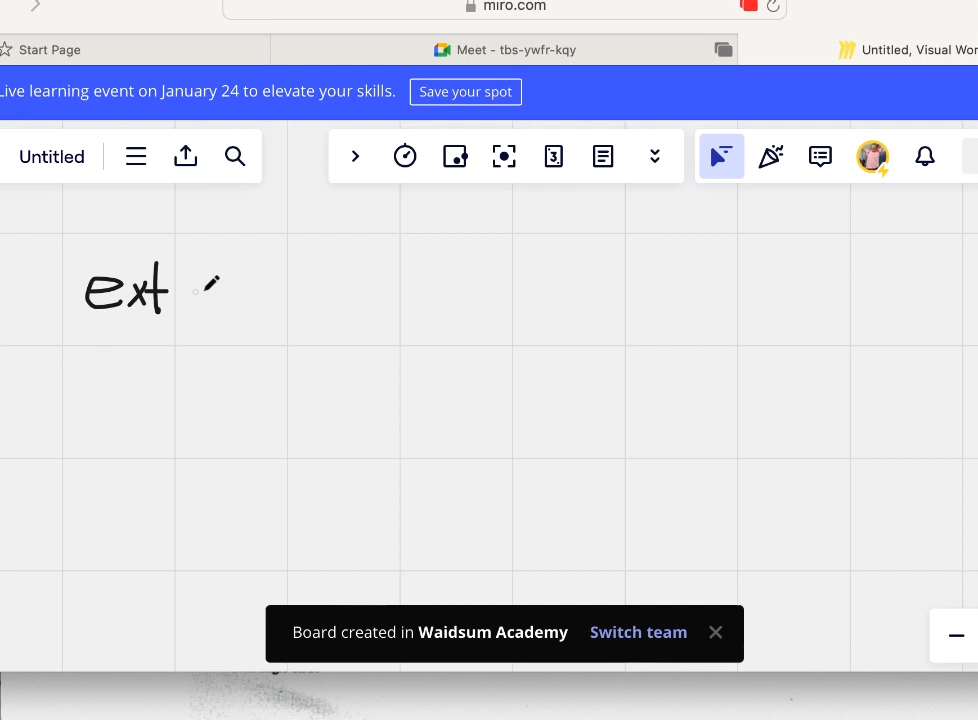 miro.com
Start Page
Meet - tbs-ywfr-kqy
Untitled, Visual Wor
Live learning event on January 24 to elevate your skills. Save your spot
Untitled
3
ext
Board created in Waidsum Academy Switch team